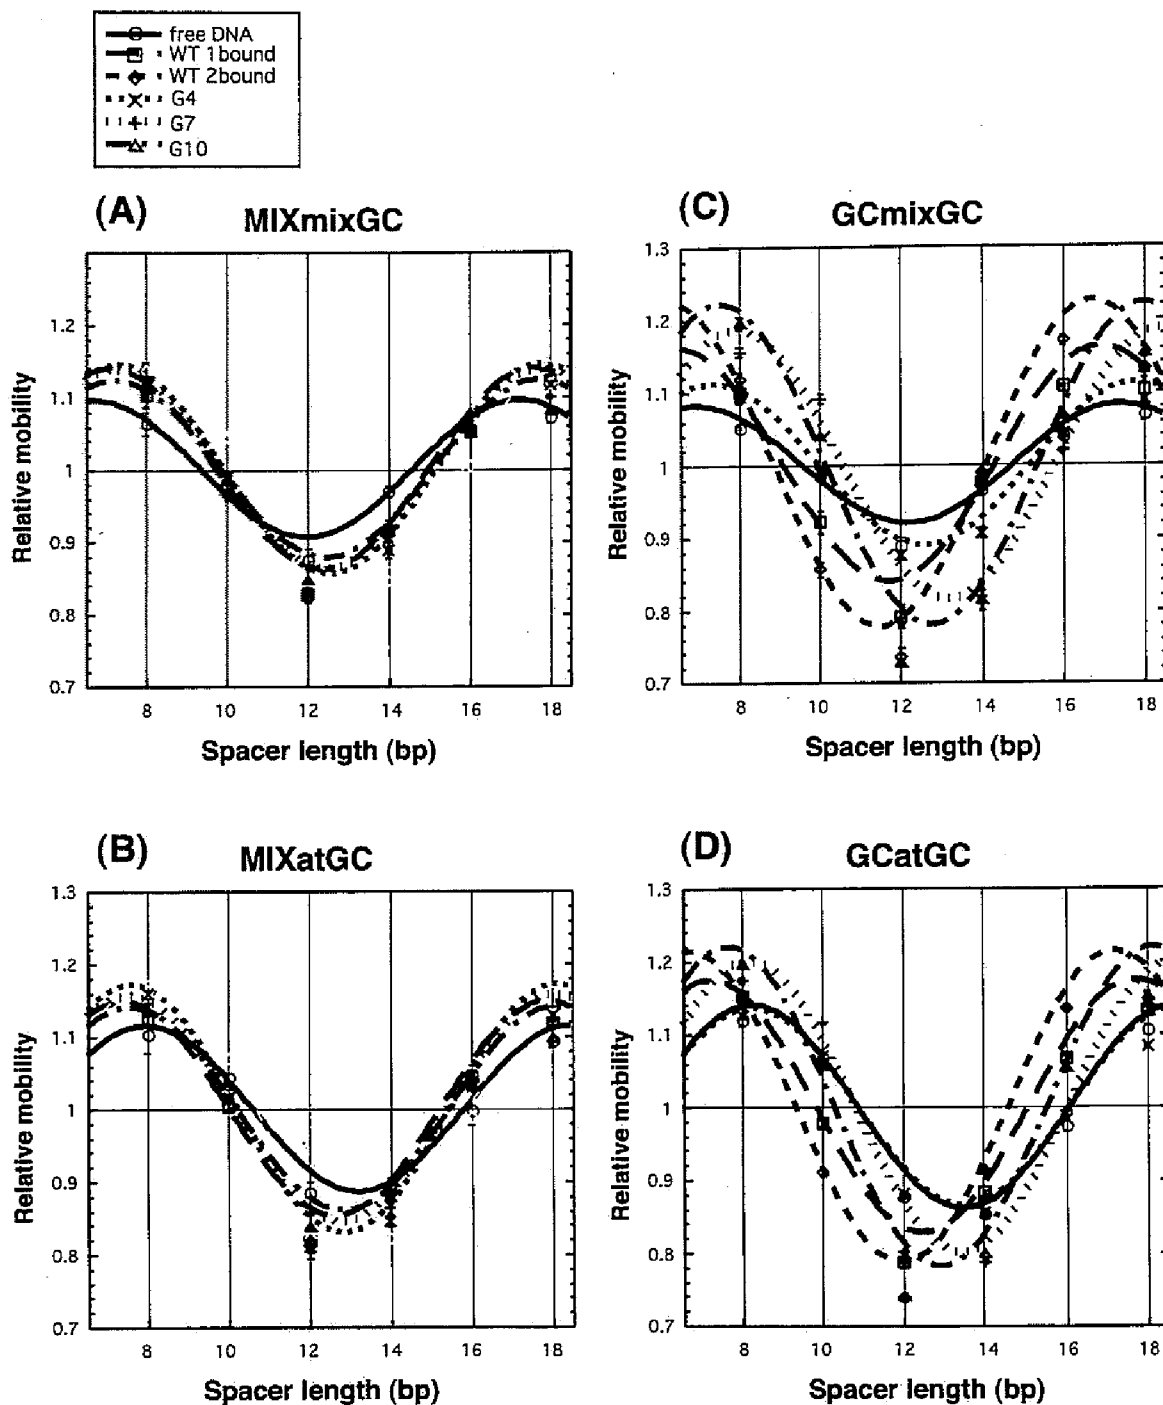 free DNA
WT 1bound
WT 2bound
G4
G7
G10
(A)
MIXmixGC
1.2
1.1
1
0.9
0.8
0.7
Relative mobility
8 10 12 14 16 18
Spacer length (bp)
(C)
GCmixGC
1.3
1.2
1.1
1
0.9
0.8
0.7
Relative mobility
8 10 12 14 16 18
Spacer length (bp)
(B)
MIXatGC
1.3
1.2
1.1
1
0.9
0.8
0.7
Relative mobility
8 10 12 14 16 18
Spacer length (bp)
(D)
GCatGC
1.3
1.2
1.1
1
0.9
0.8
0.7
Relative mobility
8 10 12 14 16 18
Spacer length (bp)